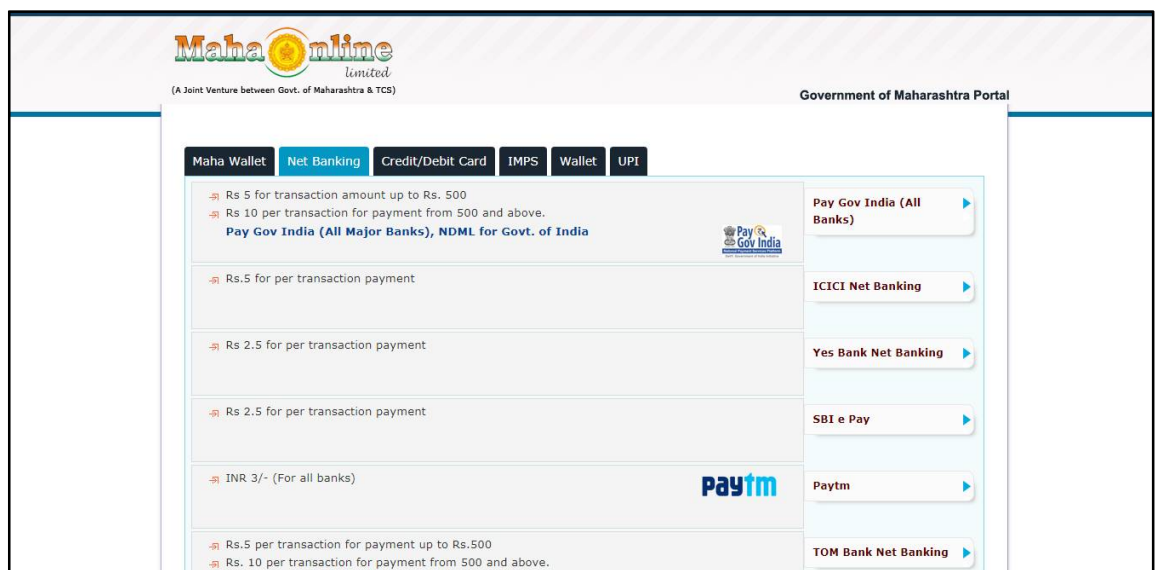 MahaOnline
limited
(A Joint Venture between Govt. of Maharashtra & TCS)
Government of Maharashtra Portal
Maha Wallet Net Banking Credit/Debit Card IMPS Wallet UPI
Rs 5 for transaction amount up to Rs. 500
Rs 10 per transaction for payment from 500 and above.
Pay Gov India (All Major Banks), NDML for Govt. of India
Pay
Gov India
Pay Gov India (All
Banks)
Rs.5 for per transaction payment
ICICI Net Banking
Rs 2.5 for per transaction payment
Yes Bank Net Banking
Rs 2.5 for per transaction payment
SBI e Pay
INR 3/- (For all banks)
paytm
Paytm
Rs.5 per transaction for payment up to Rs.500
Rs. 10 per transaction for payment from 500 and above.
TOM Bank Net Banking